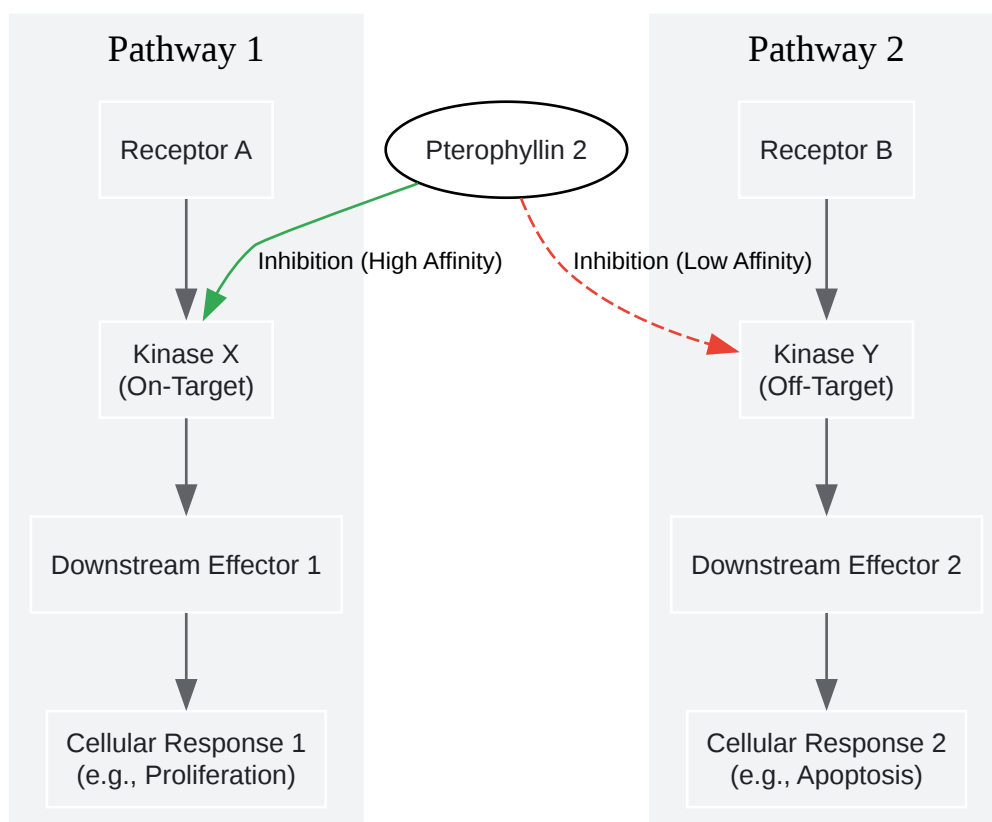 Pathway 1
Pathway 2
Receptor A
Pterophyllin 2
Receptor B
Inhibition (High Affinity)
Inhibition (Low Affinity)
Kinase X
(On-Target)
Kinase Y
(Off-Target)
Downstream Effector 1
Downstream Effector 2
Cellular Response 1
(e.g., Proliferation)
Cellular Response 2
(e.g., Apoptosis)